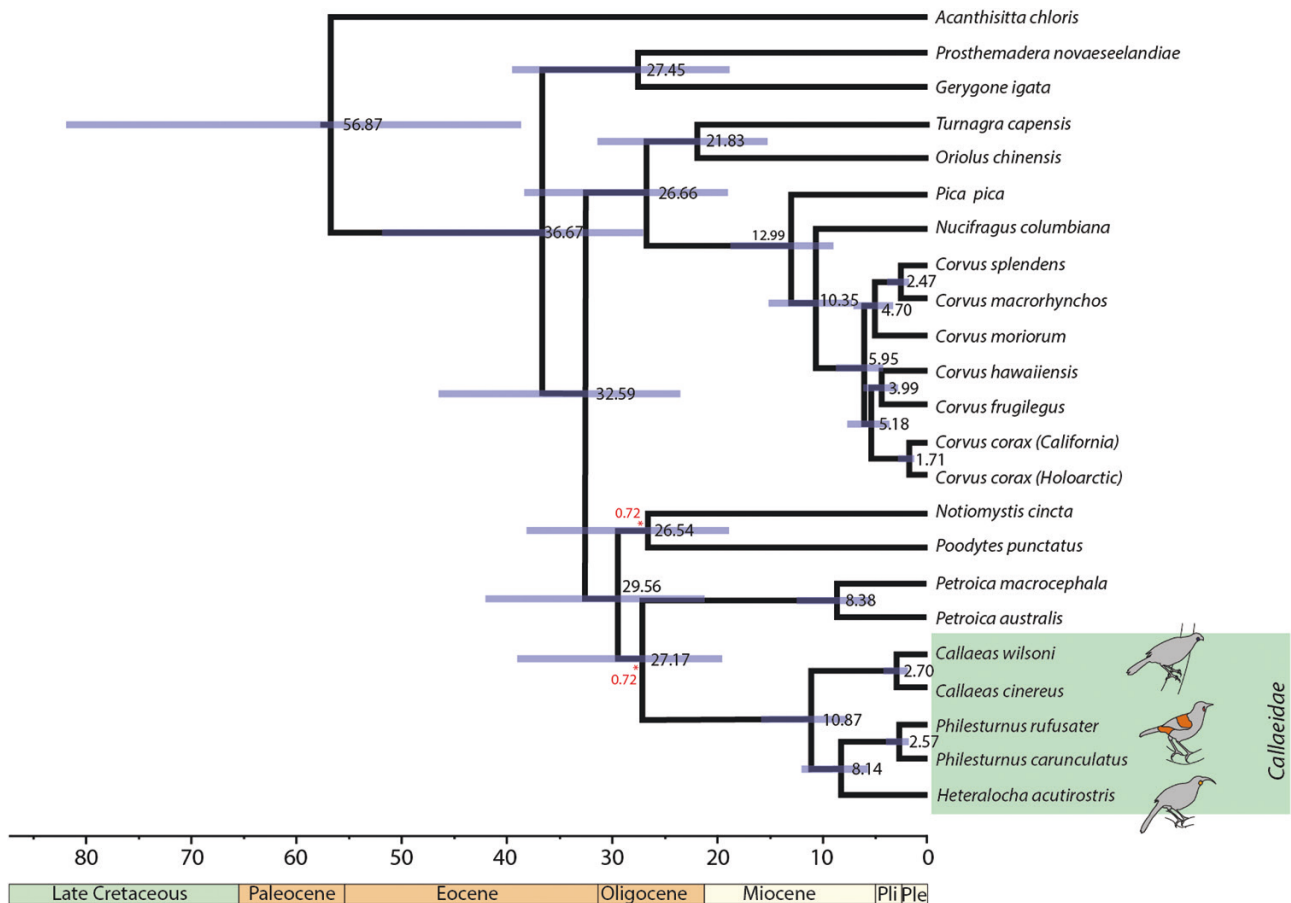 Acanthisitta chloris
Prosthemadera novaeseelandiae
27.45
Gerygone igata
56.87
Turnagra capensis
21.83
Oriolus chinensis
26.66
Pica pica
36.67
12.99
Nucifragus columbiana
Corvus splendens
2.47
10.35
Corvus macrorhynchos
4.70
Corvus moriorum
5.95
Corvus hawaiiensis
3.99
32.59
Corvus frugilegus
5.18
Corvus corax (California)
1.71
Corvus corax (Holoarctic)
0.72
*
Notiomystis cincta
26.54
Poodytes punctatus
29.56
Petroica macrocephala
8.38
Petroica australis
27.17
*
0.72
Callaeas wilsoni
2.70
Callaeas cinereus
10.87
Philesturnus rufusater
2.57
Philesturnus carunculatus
8.14
Heteralocha acutirostris
Callaeidae
80 70 60 50 40 30 20 10 0
Late Cretaceous Paleocene Eocene Oligocene Miocene Pli Ple